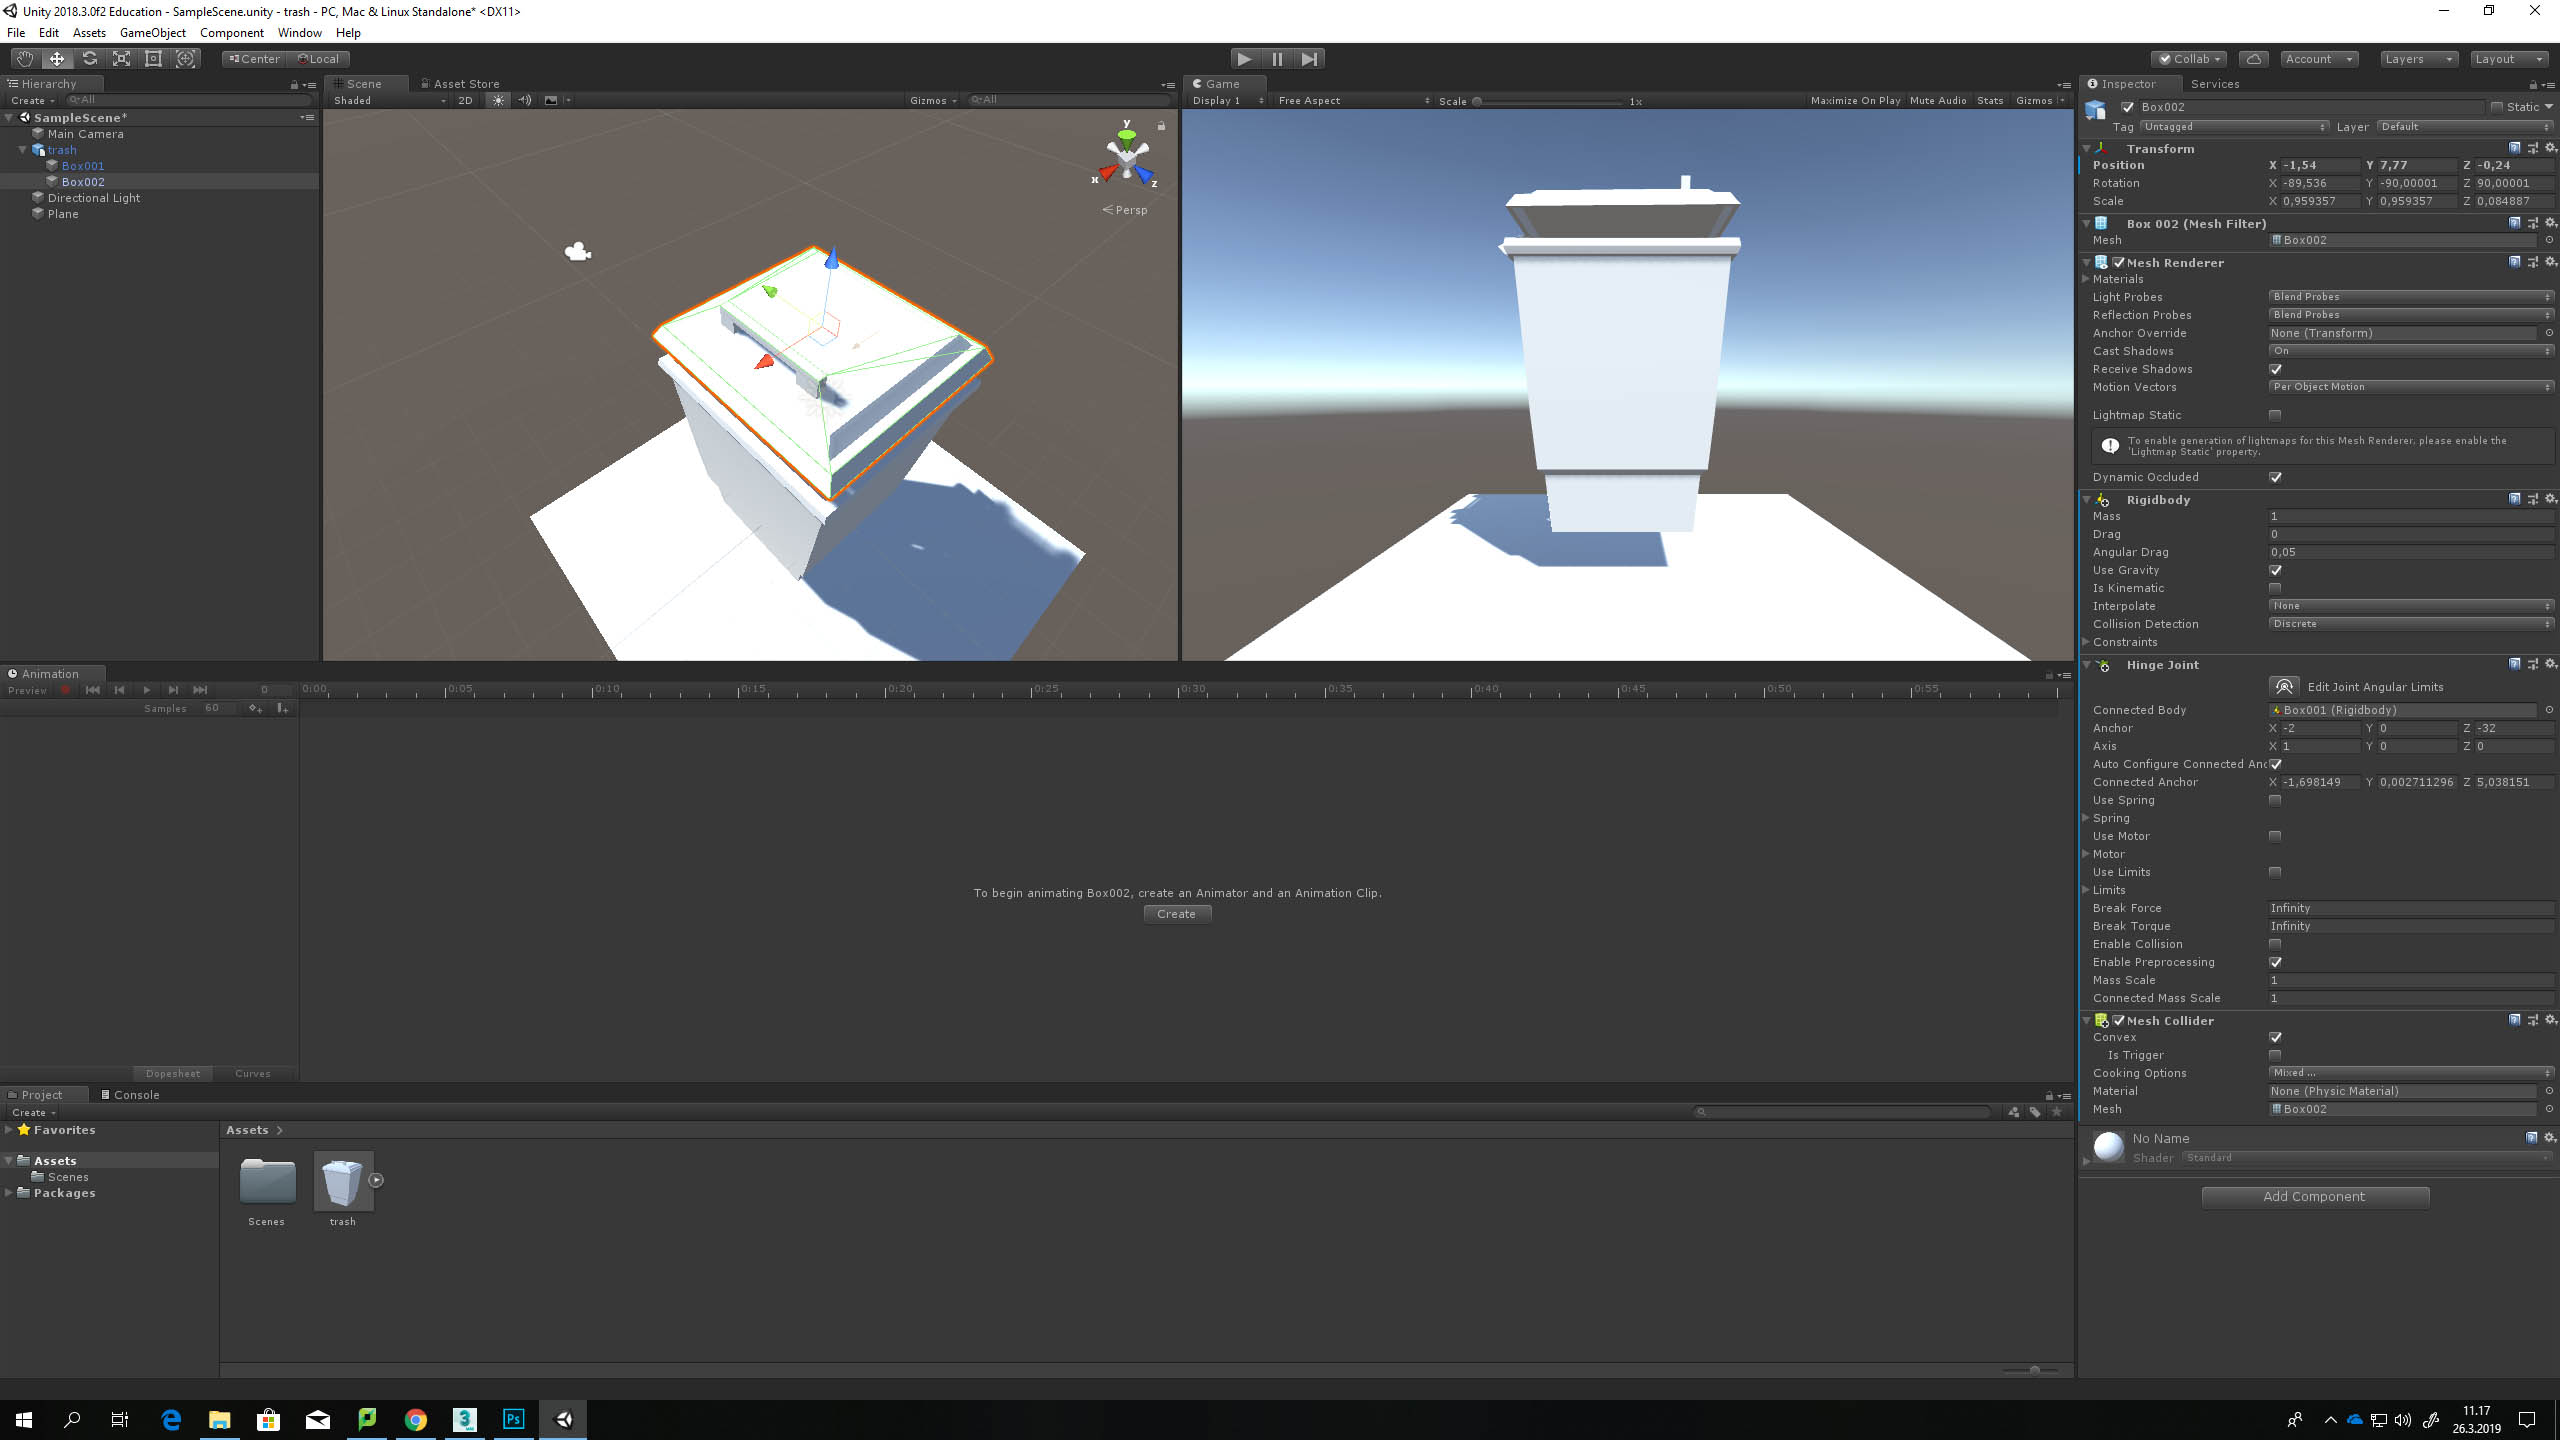 Unity 2018.3.0f2 Education - SampleScene.unity - trash - PC, Mac & Linux Standalone* <DX11>
File Edit Assets GameObject Component Window Help
Center Local Collab Account Layers Layout
Hierarchy
Create All
SampleScene*
Main Camera
trash
Box001
Box002
Directional Light
Plane
Scene Asset Store
Shaded 2D Gizmos All
y
x
z
Persp
Game
Display 1 Free Aspect Scale 1x Maximize On Play Mute Audio Stats Gizmos
Animation
Preview 0 0:00 0:05 0:10 0:15 0:20 0:25 0:30 0:35 0:40 0:45 0:50 0:55
Samples 60
To begin animating Box002, create an Animator and an Animation Clip.
Create
Dopesheet Curves
Project Console
Create
Favorites
Assets
Scenes
Packages
Assets
Scenes trash
Inspector Services
Box002 Static
Tag Untagged Layer Default
Transform
Position X -1,54 Y 7,77 Z -0,24
Rotation X -89,536 Y -90,00001 Z 90,00001
Scale X 0,959357 Y 0,959357 Z 0,084887
Box 002 (Mesh Filter)
Mesh Box002
Mesh Renderer
Materials
Light Probes Blend Probes
Reflection Probes Blend Probes
Anchor Override None (Transform)
Cast Shadows On
Receive Shadows
Motion Vectors Per Object Motion
Lightmap Static
To enable generation of lightmaps for this Mesh Renderer, please enable the
'Lightmap Static' property.
Dynamic Occluded
Rigidbody
Mass 1
Drag 0
Angular Drag 0,05
Use Gravity
Is Kinematic
Interpolate None
Collision Detection Discrete
Constraints
Hinge Joint
Edit Joint Angular Limits
Connected Body Box001 (Rigidbody)
Anchor X -2 Y 0 Z -32
Axis X 1 Y 0 Z 0
Auto Configure Connected Anc
Connected Anchor X -1,698149 Y 0,002711296 Z 5,038151
Use Spring
Spring
Use Motor
Motor
Use Limits
Limits
Break Force Infinity
Break Torque Infinity
Enable Collision
Enable Preprocessing
Mass Scale 1
Connected Mass Scale 1
Mesh Collider
Convex
Is Trigger
Cooking Options Mixed ...
Material None (Physic Material)
Mesh Box002
No Name
Shader Standard
Add Component
3
Ps
11.17
26.3.2019